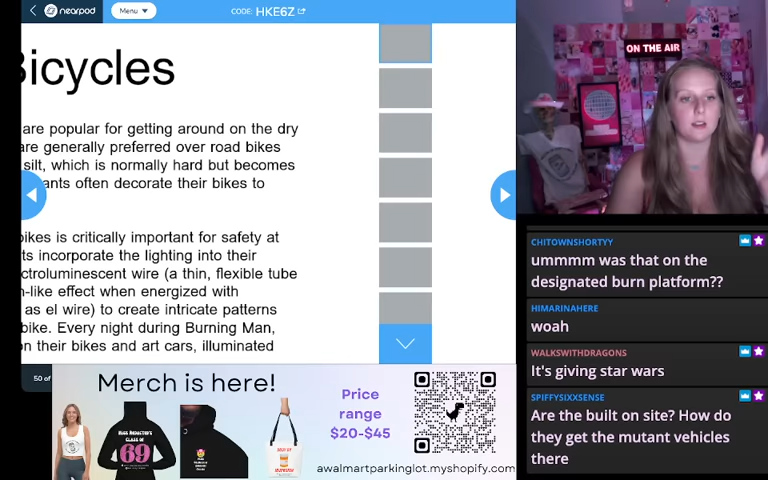 nearpod
Menu
CODE: HKE6Z
Bicycles
are popular for getting around on the dry
are generally preferred over road bikes
silt, which is normally hard but becomes
ants often decorate their bikes to
bikes is critically important for safety at
ts incorporate the lighting into their
ctroluminescent wire (a thin, flexible tube
n-like effect when energized with
as el wire) to create intricate patterns
bike. Every night during Burning Man,
on their bikes and art cars, illuminated
50 of
Merch is here!
Price
range
$20-$45
CLASS OF
69
awalmartparkinglot.myshopify.com
ON THE AIR
CHITOWNSHORTYY
ummmm was that on the
designated burn platform??
HIMARINAHERE
woah
WALKSWITHDRAGONS
It's giving star wars
SPIFFYSIXXSENSE
Are the built on site? How do
they get the mutant vehicles
there